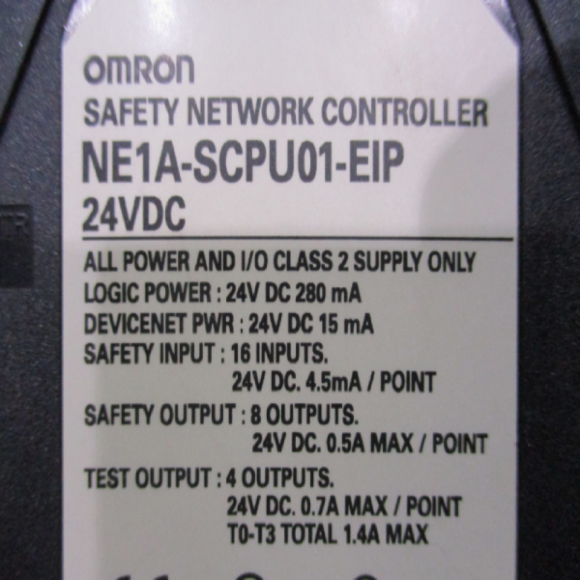 OMRON
SAFETY NETWORK CONTROLLER
NE1A-SCPU01-EIP
24VDC
ALL POWER AND I/O CLASS 2 SUPPLY ONLY
LOGIC POWER : 24V DC 280 mA
DEVICENET PWR : 24V DC 15 mA
SAFETY INPUT : 16 INPUTS.
24V DC. 4.5mA / POINT
SAFETY OUTPUT : 8 OUTPUTS.
24V DC. 0.5A MAX / POINT
TEST OUTPUT : 4 OUTPUTS.
24V DC. 0.7A MAX / POINT
T0-T3 TOTAL 1.4A MAX